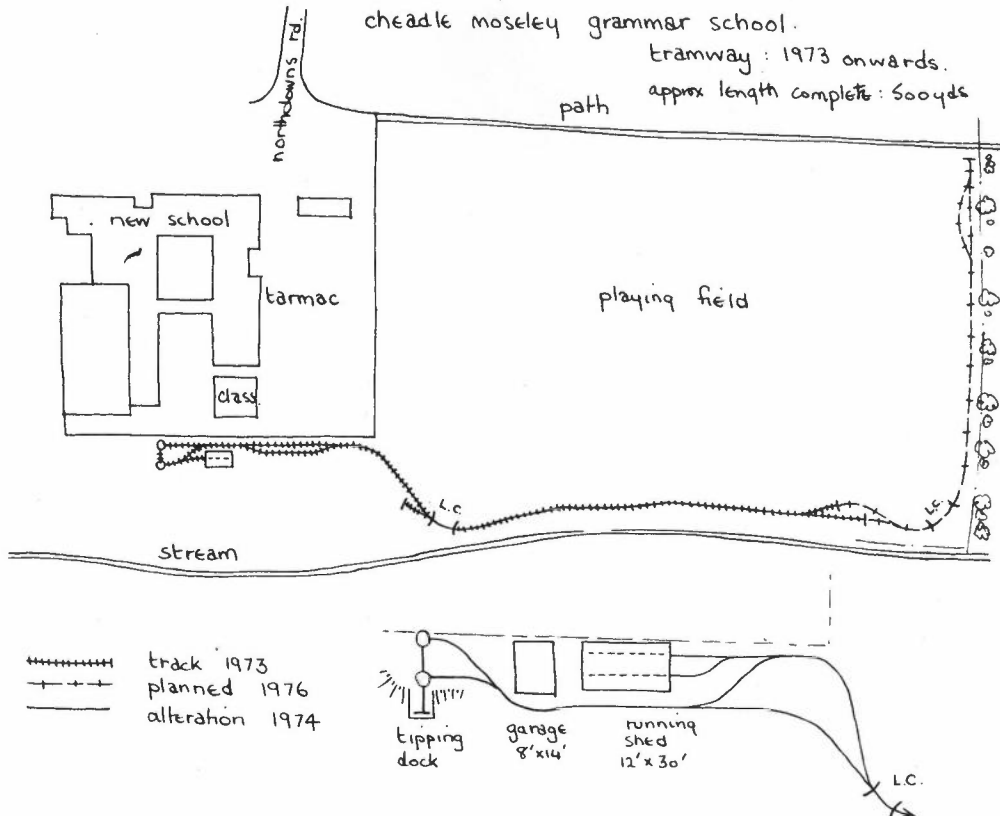 cheadle moseley grammar school.
tramway : 1973 onwards.
approx length complete : 500yds
northdowns rd.
path
new school
tarmac
playing field
class
L.C.
L.C.
stream
track 1973
planned 1976
alteration 1974
tipping
dock
garage
8'x14'
running
shed
12'x30'
L.C.